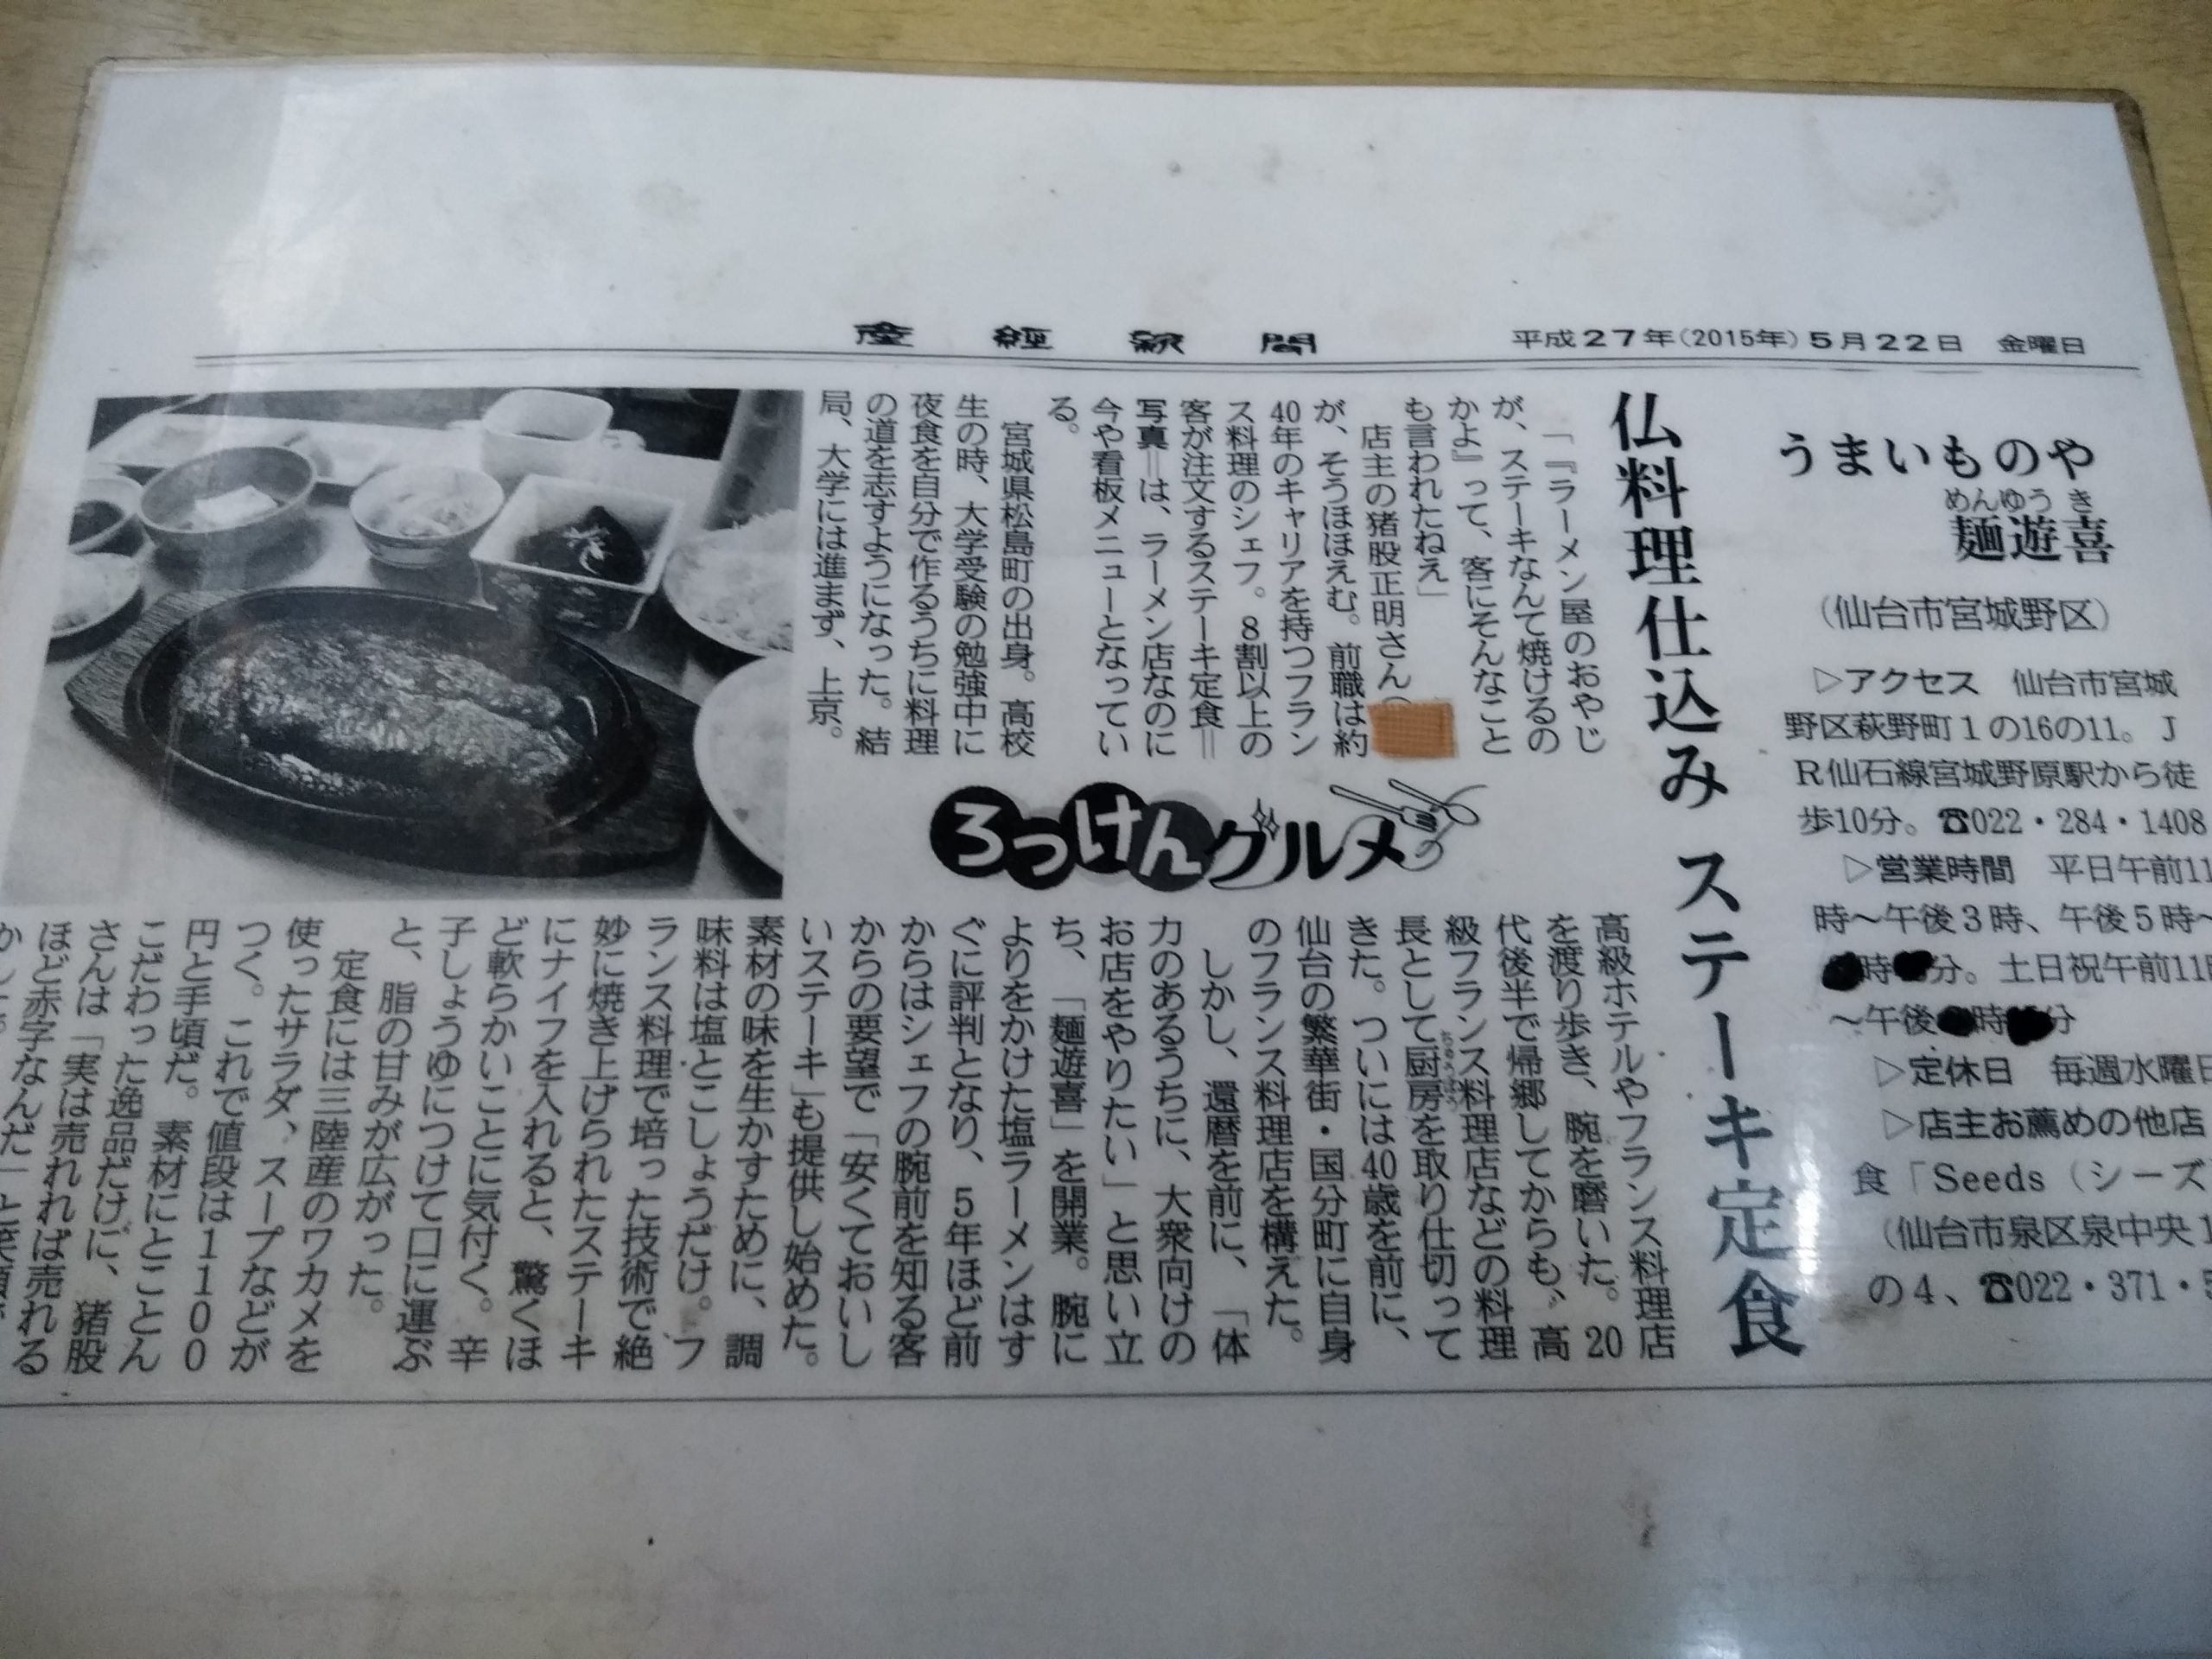 産経新聞
平成27年(2015年)5月22日 金曜日
うまいものや
めんゆうき
麵遊喜
(仙台市宮城野区)
▷アクセス 仙台市宮城
野区萩野町1の16の11。J
R仙石線宮城野原駅から徒
歩10分。☎022・284・1408
▷営業時間 平日午前11
時〜午後3時、午後5時〜
時 分。土日祝午前11時
〜午後 時 分
▷定休日 毎週水曜日
▷店主お薦めの他店
食「Seeds(シーズ
(仙台市泉区泉中央1
の4、☎022・371・5
仏料理仕込み ステーキ定食
「『ラーメン屋のおやじ
が、ステーキなんて焼けるの
かよ』って、客にそんなこと
も言われたねえ」
店主の猪股正明さん(
が、そうほほえむ。前職は約
40年のキャリアを持つフラン
ス料理のシェフ。8割以上の
客が注文するステーキ定食=
写真=は、ラーメン店なのに
今や看板メニューとなってい
る。
宮城県松島町の出身。高校
生の時、大学受験の勉強中に
夜食を自分で作るうちに料理
の道を志すようになった。結
局、大学には進まず、上京。
ろっけんグルメ
高級ホテルやフランス料理店
を渡り歩き、腕を磨いた。20
代後半で帰郷してからも、高
級フランス料理店などの料理
長として厨房を取り仕切って
ちゅうぼう
きた。ついには40歳を前に、
仙台の繁華街・国分町に自身
のフランス料理店を構えた。
しかし、還暦を前に、「体
力のあるうちに、大衆向けの
お店をやりたい」と思い立
ち、「麵遊喜」を開業。腕に
よりをかけた塩ラーメンはす
ぐに評判となり、5年ほど前
からはシェフの腕前を知る客
からの要望で「安くておいし
いステーキ」も提供し始めた。
素材の味を生かすために、調
味料は塩とこしょうだけ。フ
ランス料理で培った技術で絶
妙に焼き上げられたステーキ
にナイフを入れると、驚くほ
ど軟らかいことに気付く。辛
子しょうゆにつけて口に運ぶ
と、脂の甘みが広がった。
定食には三陸産のワカメを
使ったサラダ、スープなどが
つく。これで値段は1100
円と手頃だ。素材にとことん
こだわった逸品だけに、猪股
さんは「実は売れれば売れる
ほど赤字なんだ」と笑顔で